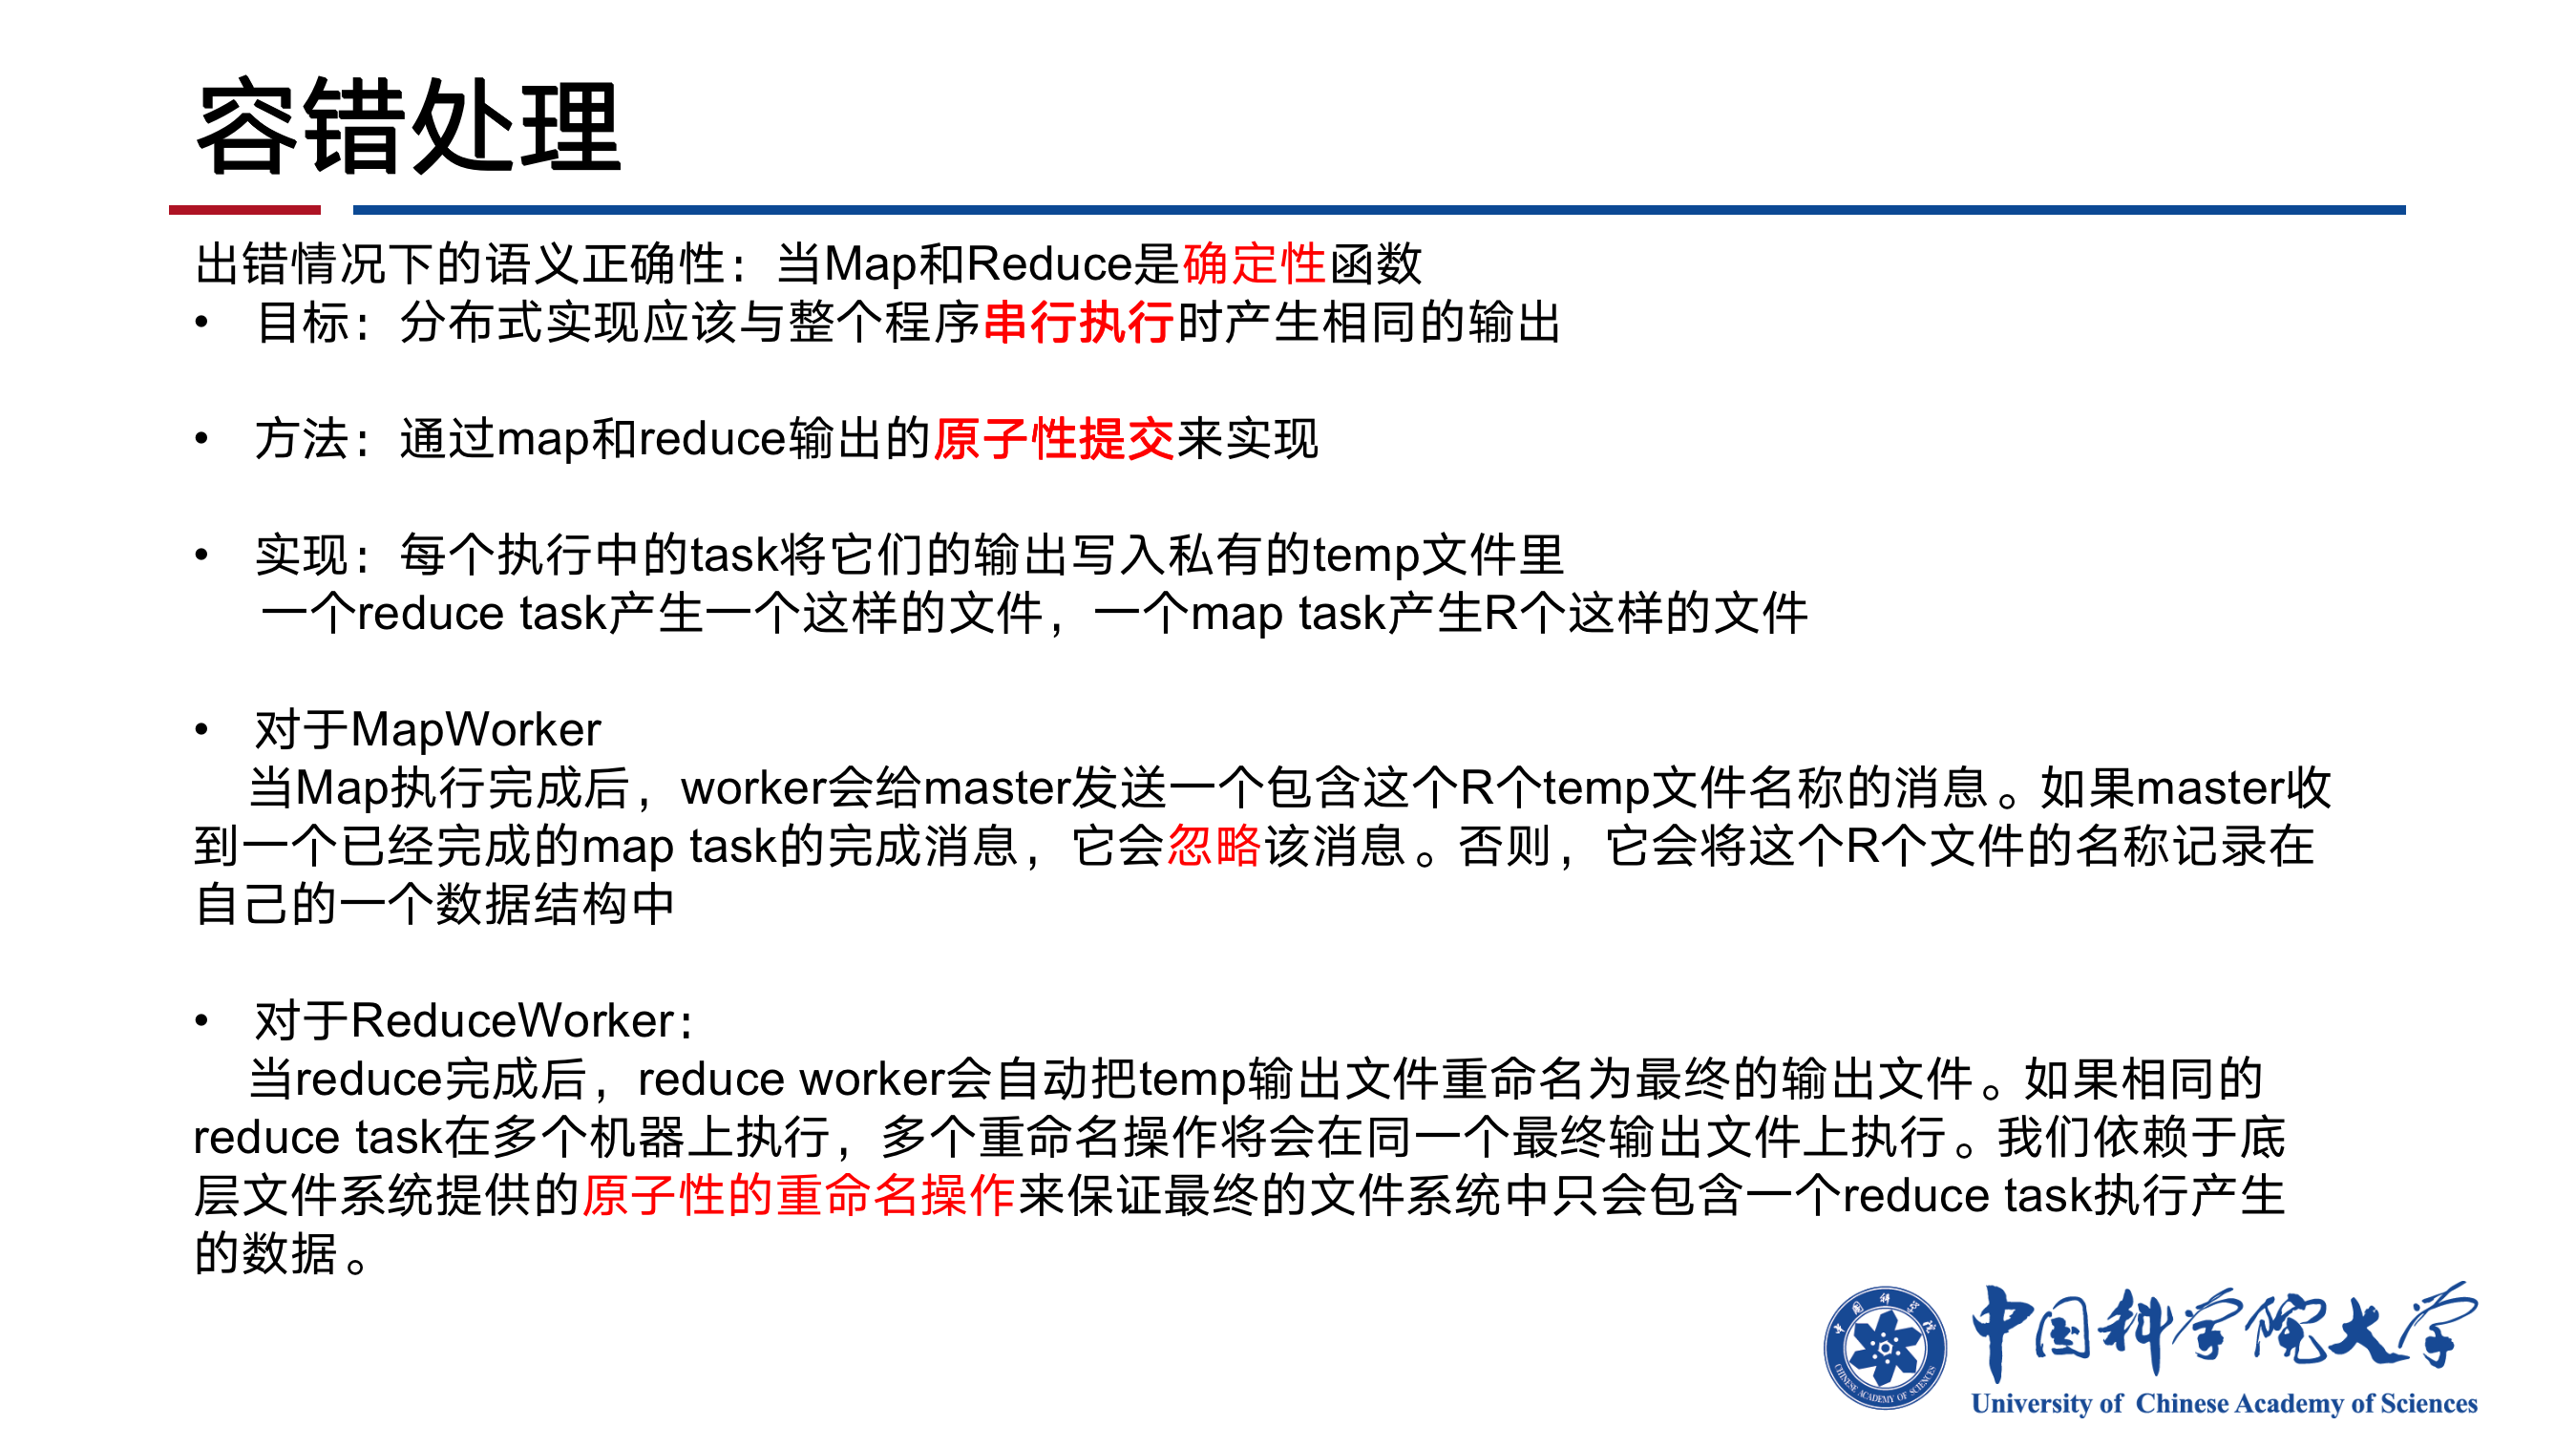 容错处理
出错情况下的语义正确性：当Map和Reduce是确定性函数
• 目标：分布式实现应该与整个程序串行执行时产生相同的输出
• 方法：通过map和reduce输出的原子性提交来实现
• 实现：每个执行中的task将它们的输出写入私有的temp文件里
一个reduce task产生一个这样的文件，一个map task产生R个这样的文件
• 对于MapWorker
当Map执行完成后，worker会给master发送一个包含这个R个temp文件名称的消息。如果master收
到一个已经完成的map task的完成消息，它会忽略该消息。否则，它会将这个R个文件的名称记录在
自己的一个数据结构中
• 对于ReduceWorker：
当reduce完成后，reduce worker会自动把temp输出文件重命名为最终的输出文件。如果相同的
reduce task在多个机器上执行，多个重命名操作将会在同一个最终输出文件上执行。我们依赖于底
层文件系统提供的原子性的重命名操作来保证最终的文件系统中只会包含一个reduce task执行产生
的数据。
中国科学院
CHINESE ACADEMY OF SCIENCES
中国科学院大学
University of Chinese Academy of Sciences